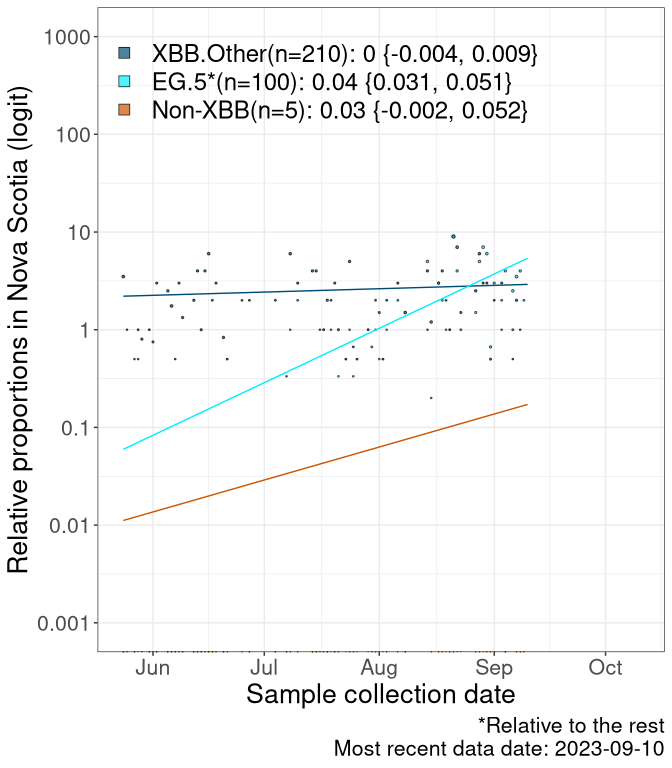 XBB.Other(n=210): 0 {-0.004, 0.009}
EG.5*(n=100): 0.04 {0.031, 0.051}
Non-XBB(n=5): 0.03 {-0.002, 0.052}
Relative proportions in Nova Scotia (logit)
1000
100
10
1
0.1
0.01
0.001
Jun Jul Aug Sep Oct
Sample collection date
*Relative to the rest
Most recent data date: 2023-09-10